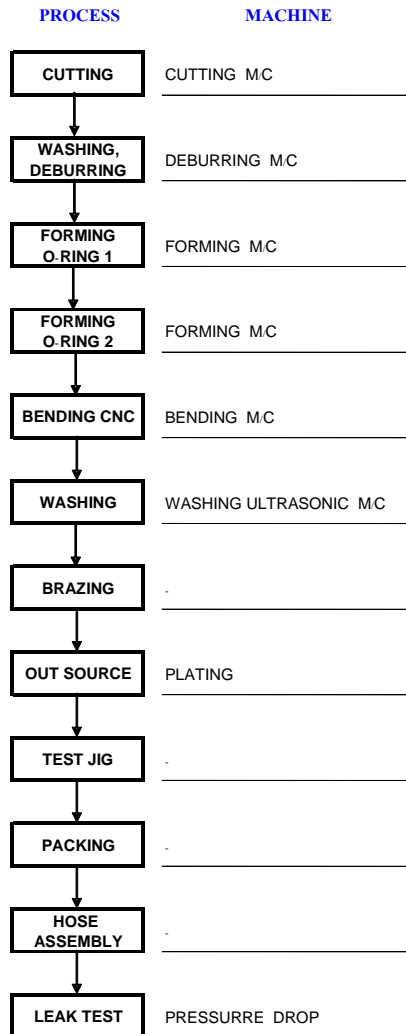 PROCESS MACHINE
CUTTING CUTTING M/C
WASHING,
DEBURRING DEBURRING M/C
FORMING
O-RING 1 FORMING M/C
FORMING
O-RING 2 FORMING M/C
BENDING CNC BENDING M/C
WASHING WASHING ULTRASONIC M/C
BRAZING -
OUT SOURCE PLATING
TEST JIG -
PACKING -
HOSE
ASSEMBLY -
LEAK TEST PRESSURRE DROP